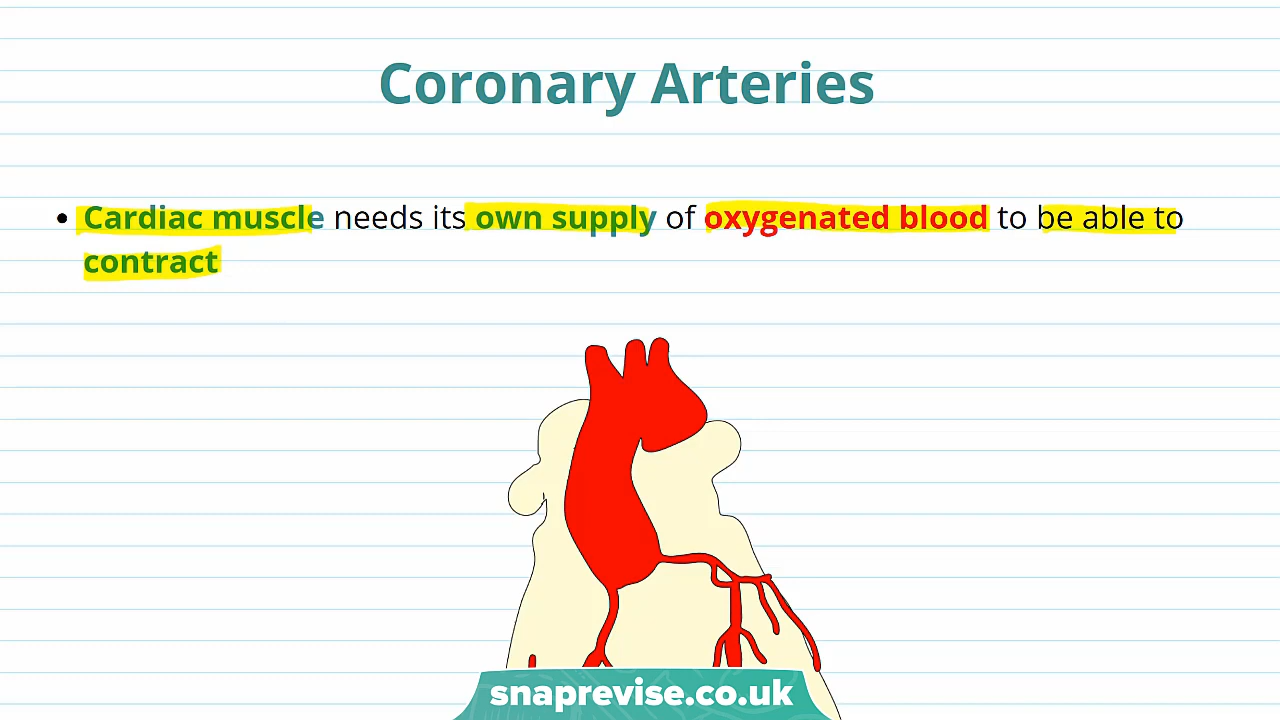 Coronary Arteries
• Cardiac muscle needs its own supply of oxygenated blood to be able to
contract
snaprevise.co.uk